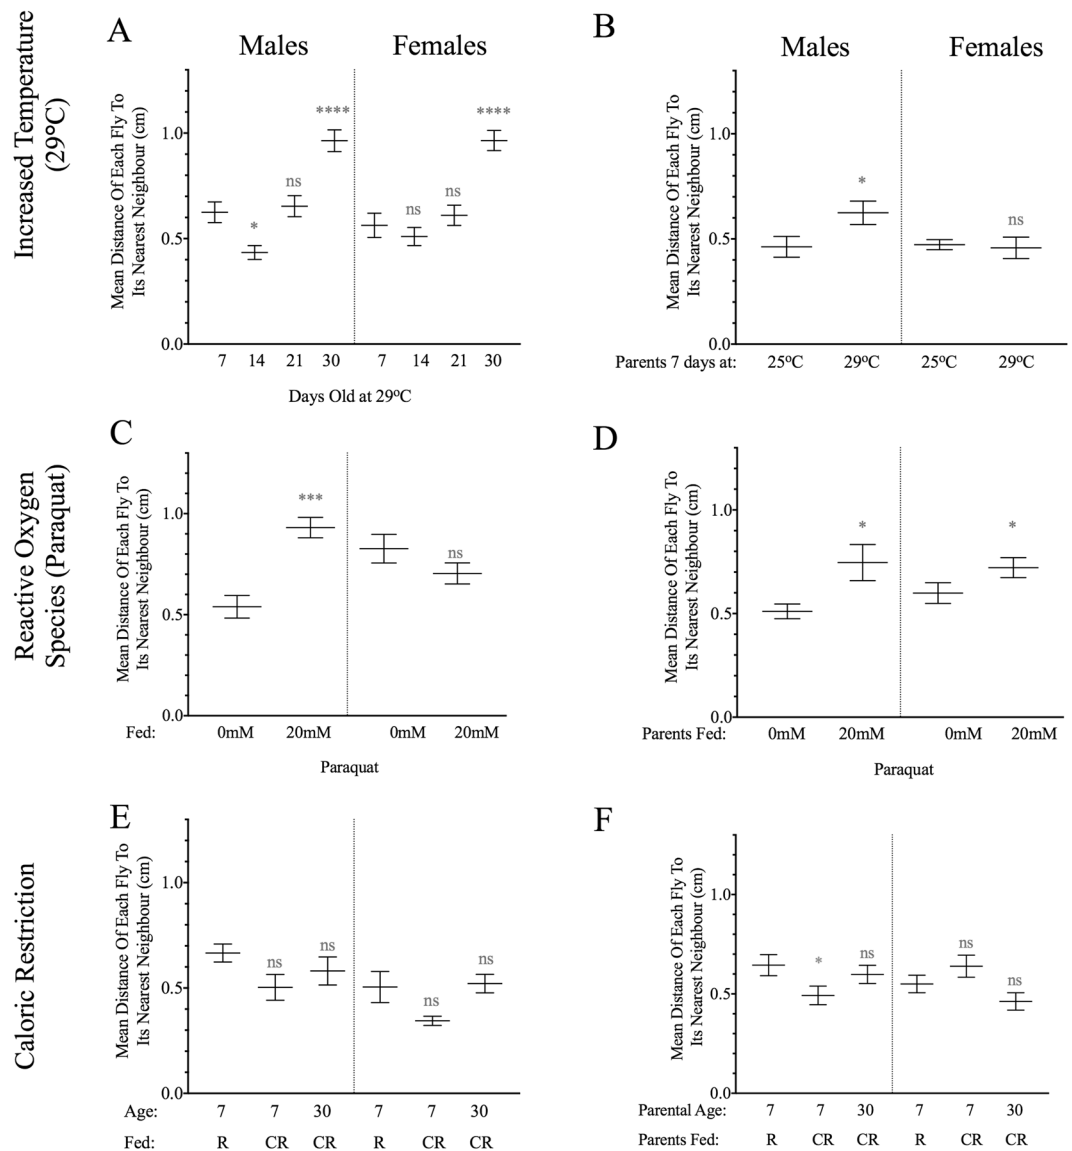 Increased Temperature
(29ºC)
A
Males
Females
Mean Distance Of Each Fly To
Its Nearest Neighbour (cm)
1.0
0.5
0.0
*
ns
****
ns
ns
****
7
14
21
30
7
14
21
30
Days Old at 29ºC
B
Males
Females
Mean Distance Of Each Fly To
Its Nearest Neighbour (cm)
1.0
0.5
0.0
*
ns
Parents 7 days at:
25ºC
29ºC
25ºC
29ºC
Reactive Oxygen
Species (Paraquat)
C
Mean Distance Of Each Fly To
Its Nearest Neighbour (cm)
1.0
0.5
0.0
***
ns
Fed:
0mM
20mM
0mM
20mM
Paraquat
D
Mean Distance Of Each Fly To
Its Nearest Neighbour (cm)
1.0
0.5
0.0
*
*
Parents Fed:
0mM
20mM
0mM
20mM
Paraquat
Caloric Restriction
E
Mean Distance Of Each Fly To
Its Nearest Neighbour (cm)
1.0
0.5
0.0
ns
ns
ns
ns
Age:
7
7
30
7
7
30
Fed:
R
CR
CR
R
CR
CR
F
Mean Distance Of Each Fly To
Its Nearest Neighbour (cm)
1.0
0.5
0.0
*
ns
ns
ns
Parental Age:
7
7
30
7
7
30
Parents Fed:
R
CR
CR
R
CR
CR